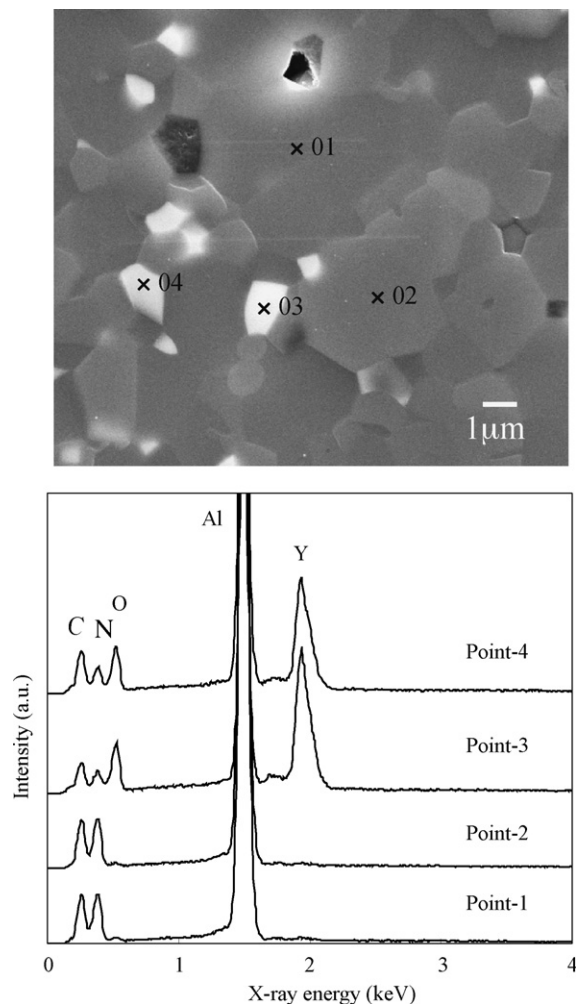 × 01
× 04
× 03
× 02
1μm
Al
Y
O
C N
Point-4
Point-3
Point-2
Point-1
Intensity (a.u.)
0 1 2 3 4
X-ray energy (keV)